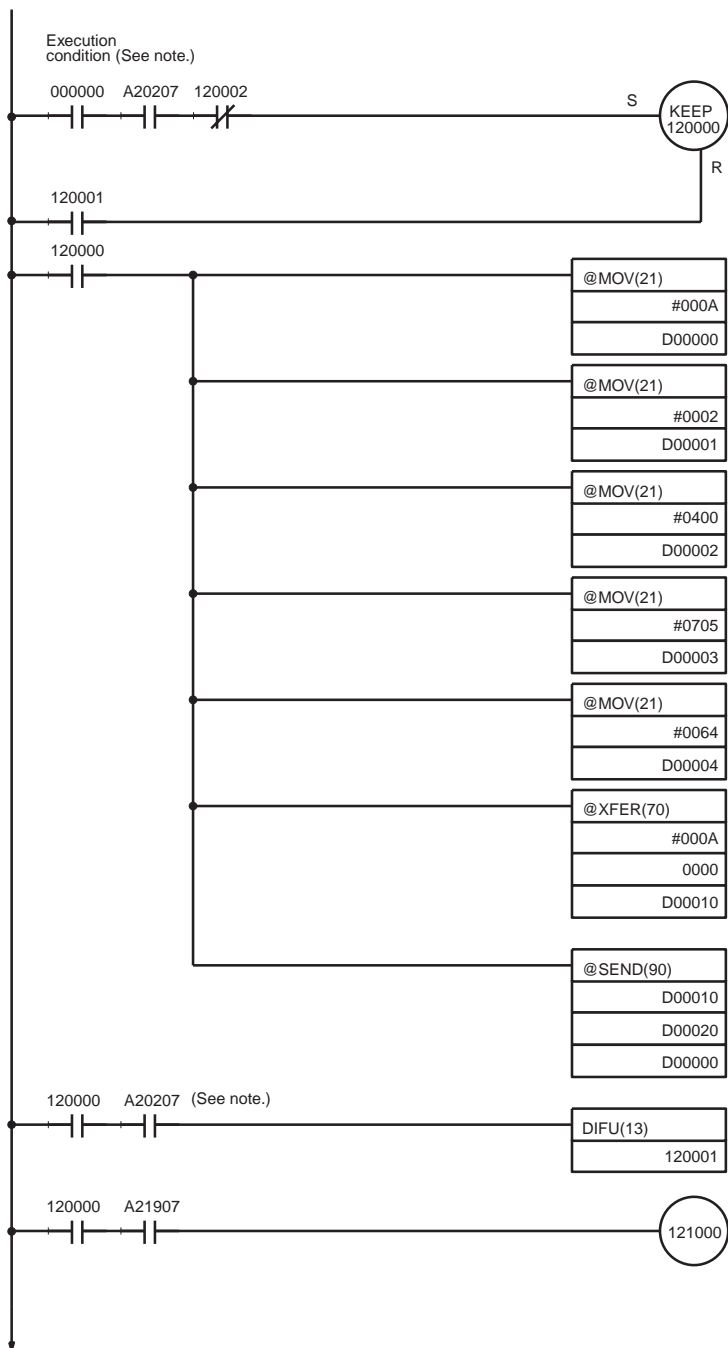 Execution
condition (See note.)
000000 A20207 120002
S
KEEP
120000
R
120001
120000
@MOV(21)
#000A
D00000
@MOV(21)
#0002
D00001
@MOV(21)
#0400
D00002
@MOV(21)
#0705
D00003
@MOV(21)
#0064
D00004
@XFER(70)
#000A
0000
D00010
@SEND(90)
D00010
D00020
D00000
120000 A20207 (See note.)
DIFU(13)
120001
120000 A21907
121000